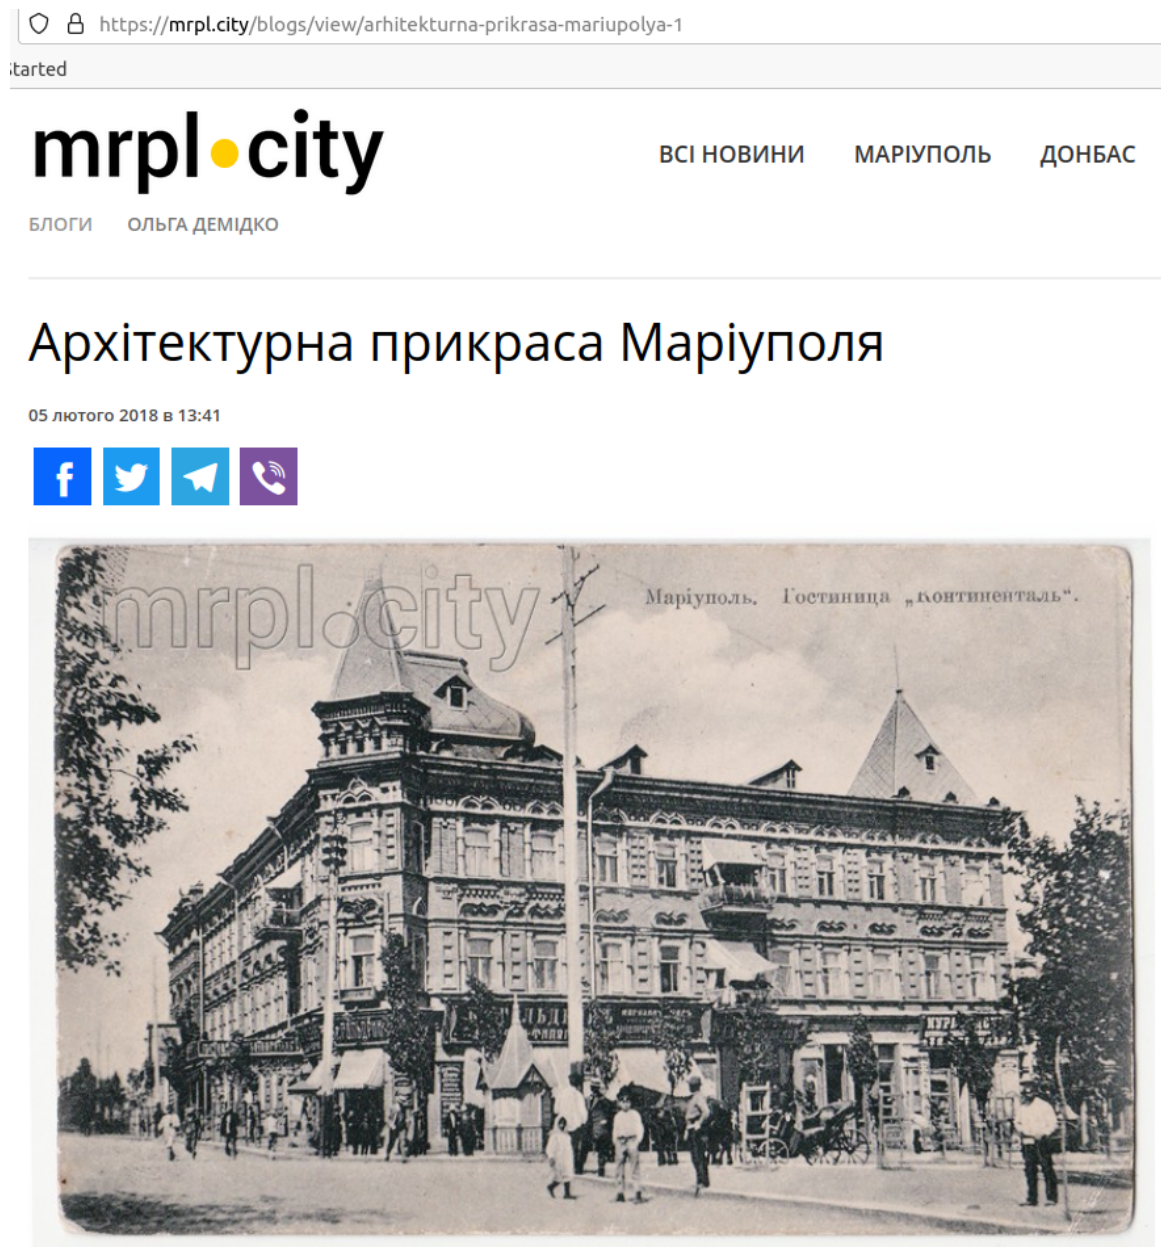 https://mrpl.city/blogs/view/arhitekturna-prikrasa-mariupolya-1
Started
mrpl city
ВСІ НОВИНИ МАРІУПОЛЬ ДОНБАС
БЛОГИ ОЛЬГА ДЕМІДКО
Архітектурна прикраса Маріуполя
05 лютого 2018 в 13:41
mrpl.city
Маріуполь. Гостиница „Континенталь“.